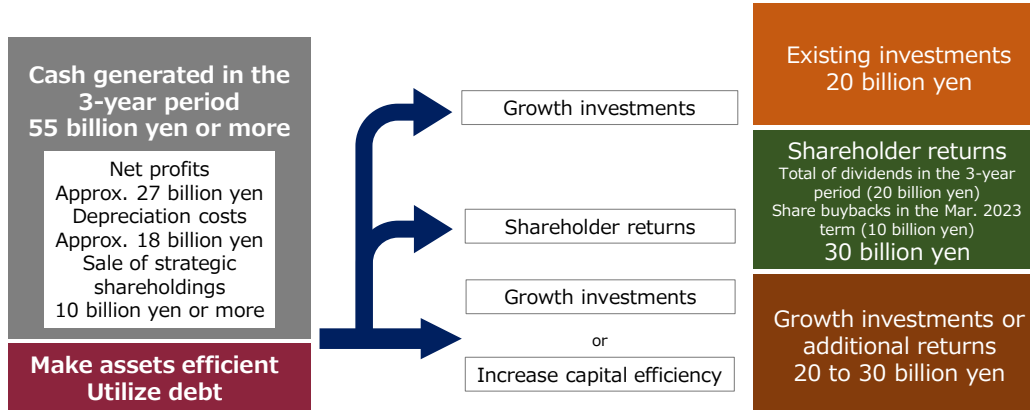 Cash generated in the
3-year period
55 billion yen or more
Net profits
Approx. 27 billion yen
Depreciation costs
Approx. 18 billion yen
Sale of strategic
shareholdings
10 billion yen or more
Make assets efficient
Utilize debt
Growth investments
Shareholder returns
Growth investments
or
Increase capital efficiency
Existing investments
20 billion yen
Shareholder returns
Total of dividends in the 3-year
period (20 billion yen)
Share buybacks in the Mar. 2023
term (10 billion yen)
30 billion yen
Growth investments or
additional returns
20 to 30 billion yen